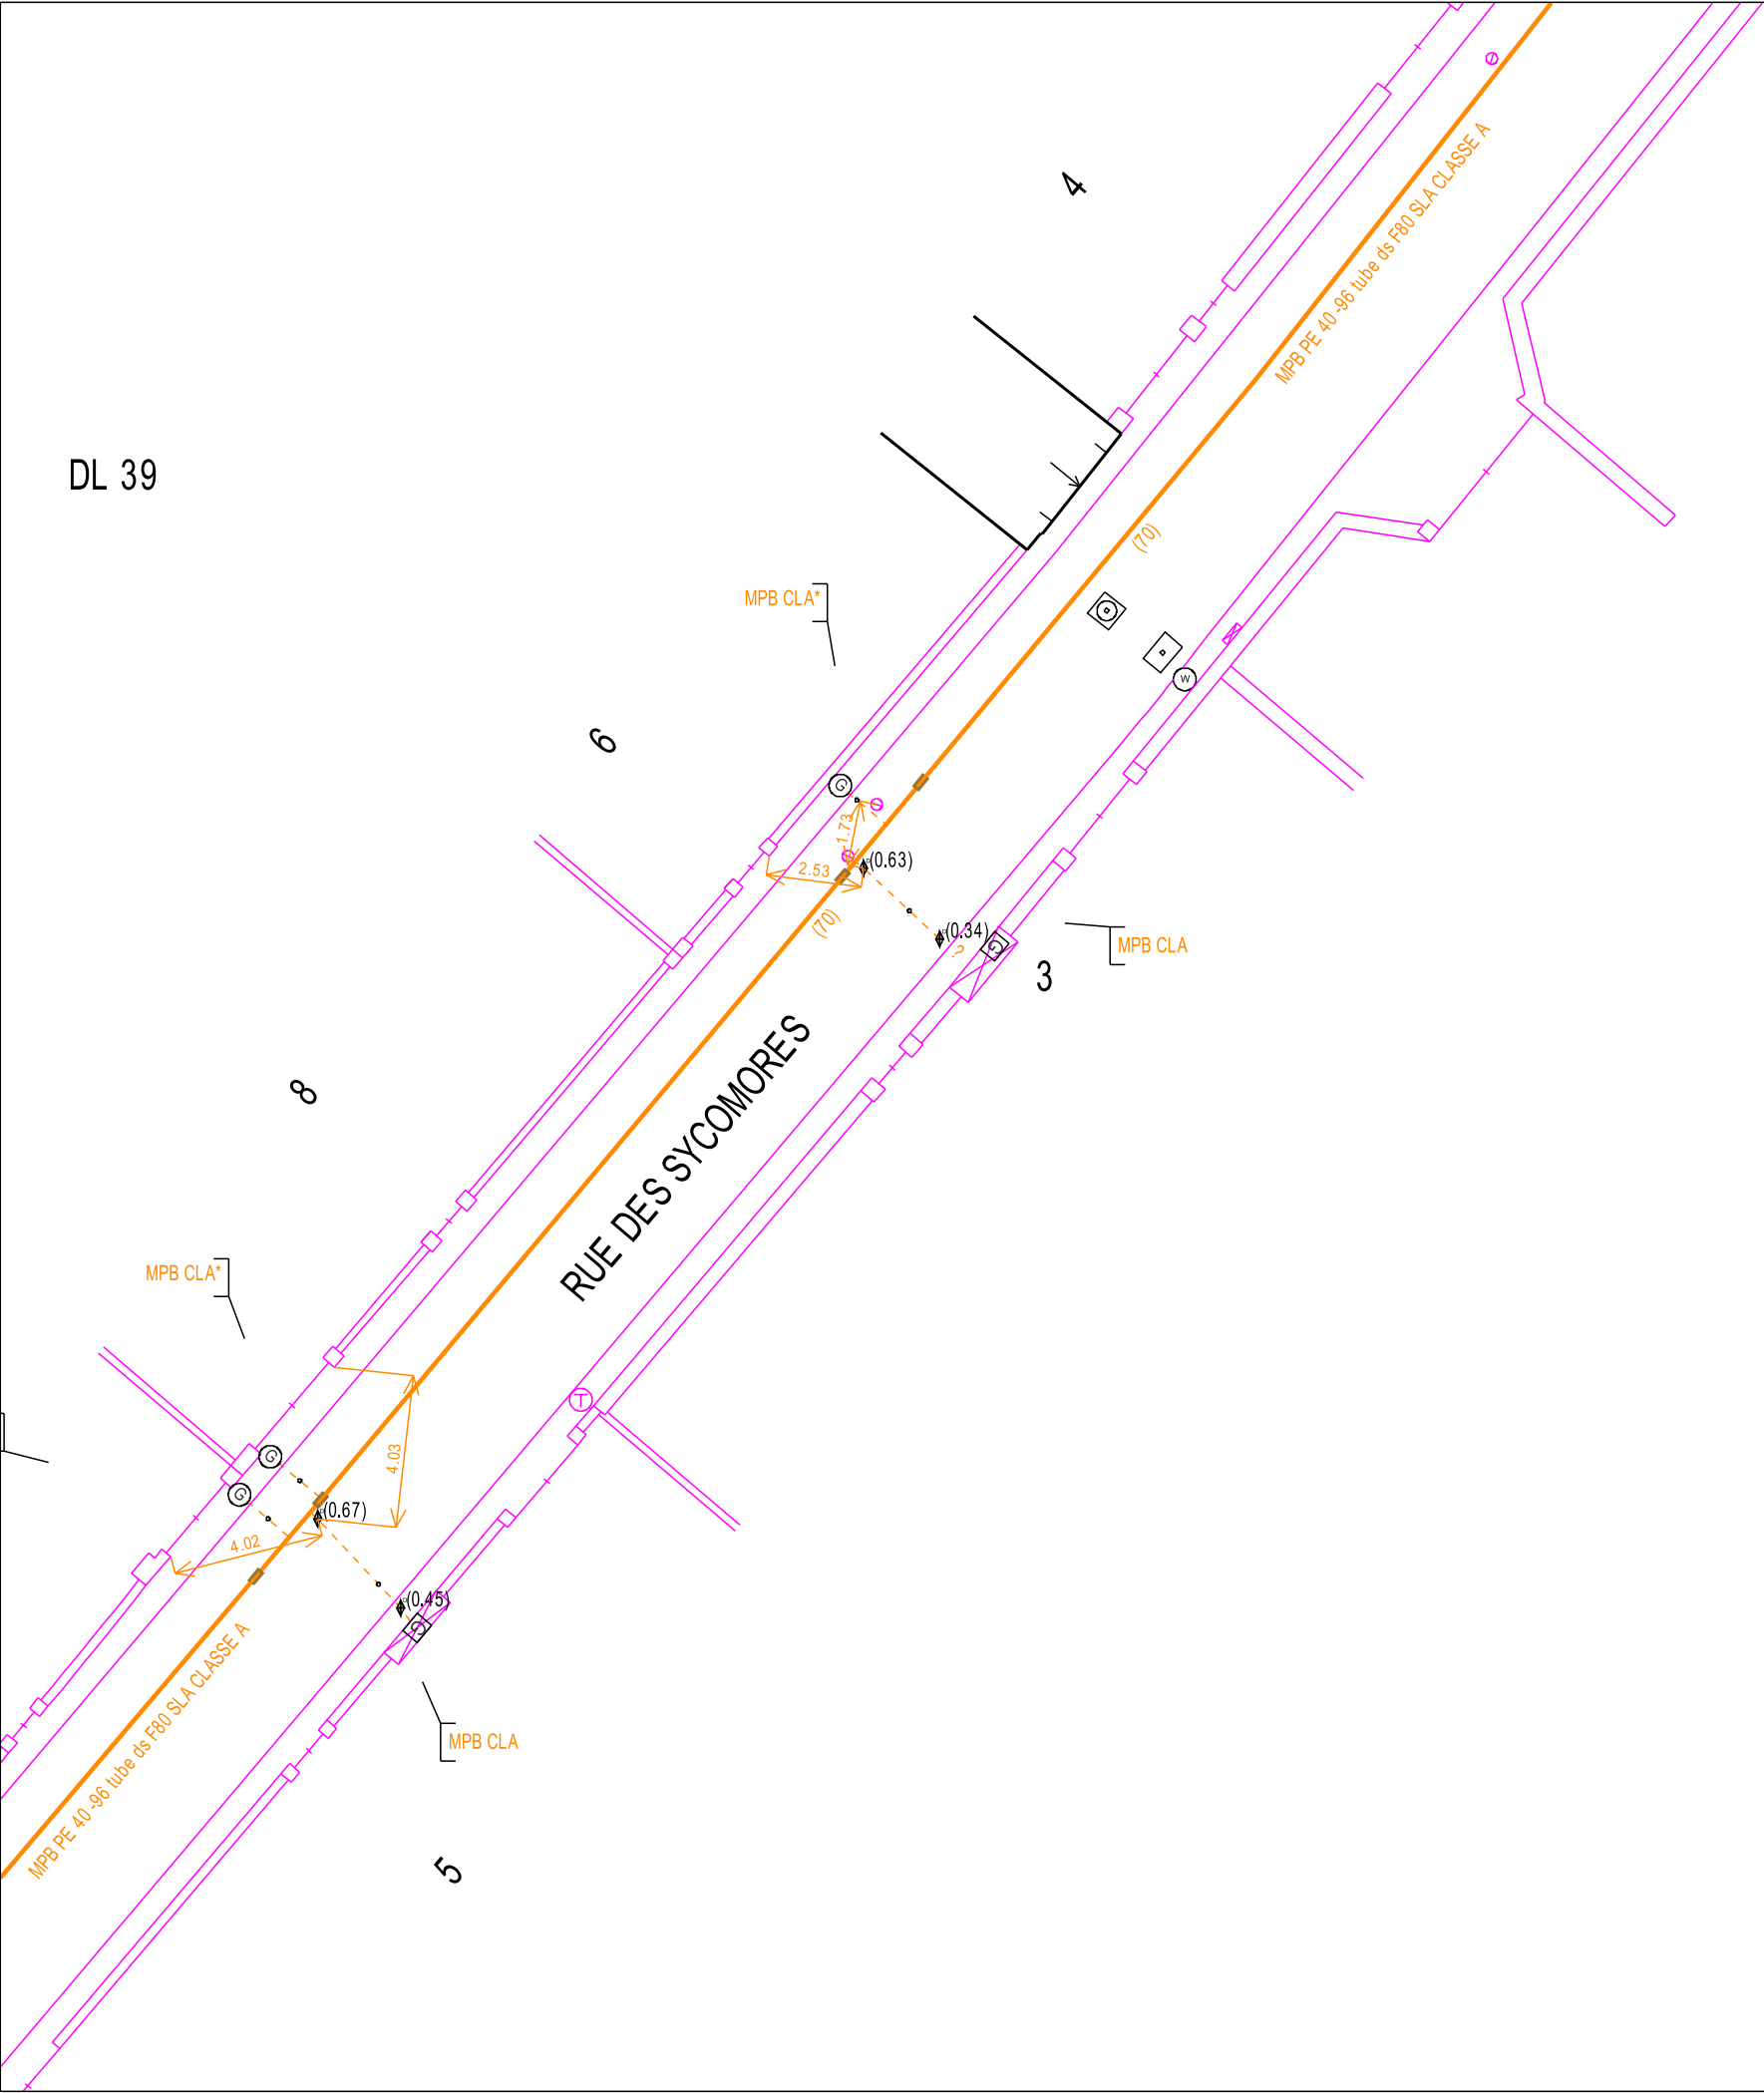 4
MPB PE 40 -96 tube ds F80 SLA CLASSE A
DL 39
(70)
MPB CLA*
W
6
G
1.73
(0.63)
2.53
(70)
(0.34)
?
G
MPB CLA
3
RUE DES SYCOMORES
8
MPB CLA*
T
4.03
G
G
(0.67)
4.02
(0.45)
G
MPB PE 40 -96 tube ds F80 SLA CLASSE A
MPB CLA
5